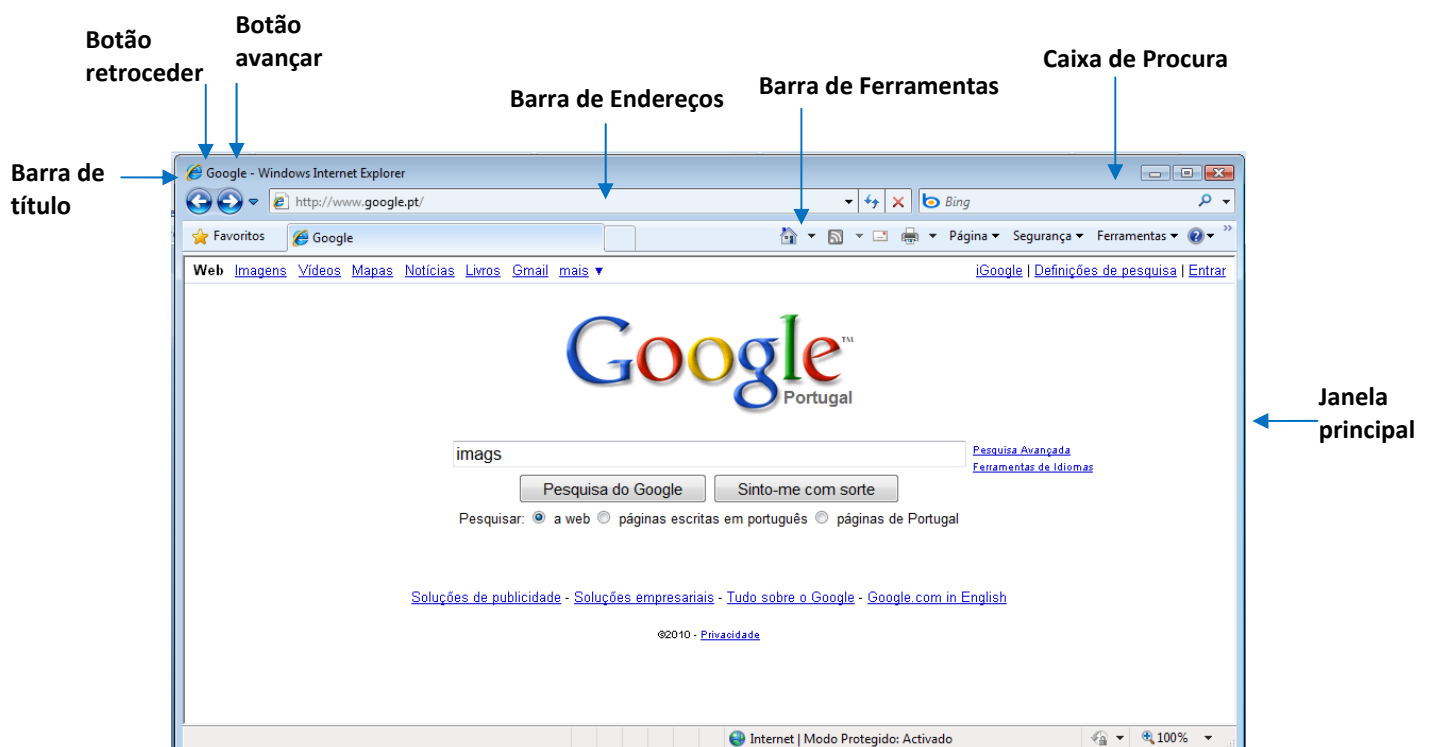 Botão
retroceder
Botão
avançar
Barra de Endereços
Barra de Ferramentas
Caixa de Procura
Barra de
título
Google - Windows Internet Explorer
http://www.google.pt/
Bing
Favoritos
Google
Página
Segurança
Ferramentas
Web Imagens Vídeos Mapas Notícias Livros Gmail mais ▼
iGoogle | Definições de pesquisa | Entrar
Google™
Portugal
Janela
principal
imags
Pesquisa Avançada
Ferramentas de Idiomas
Pesquisa do Google
Sinto-me com sorte
Pesquisar: a web páginas escritas em português páginas de Portugal
Soluções de publicidade - Soluções empresariais - Tudo sobre o Google - Google.com in English
©2010 - Privacidade
Internet | Modo Protegido: Activado
100%